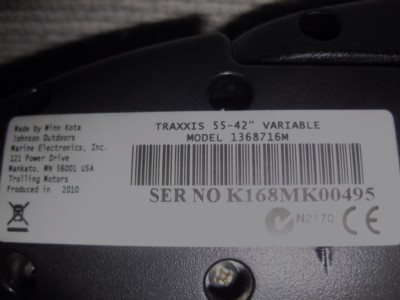 TRAXXIS 55-42" VARIABLE
MODEL 1368716M
Made by Minn Kota
Johnson Outdoors
Marine Electronics, Inc.
121 Power Drive
Mankato, MN 56001 USA
Trolling Motors
Produced in 2010
SER NO K168MK00495
N2170 CE